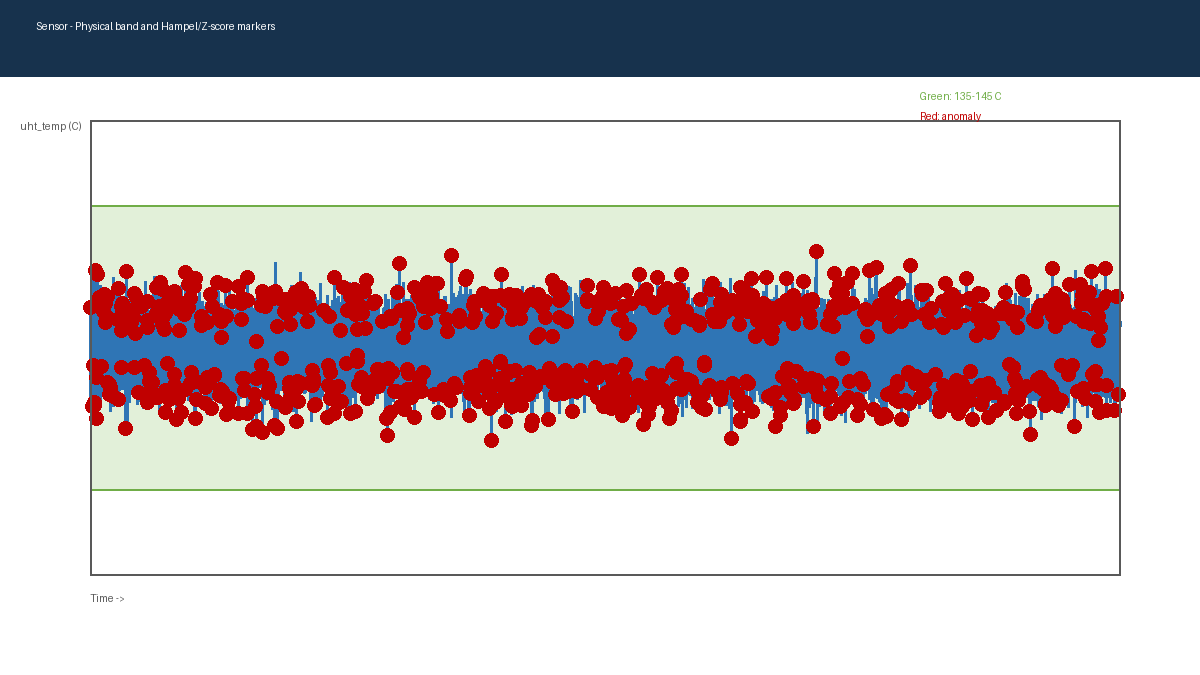 Sensor - Physical band and Hampel/Z-score markers
Green: 135-145 C
Red: anomaly
uht_temp (C)
Time ->